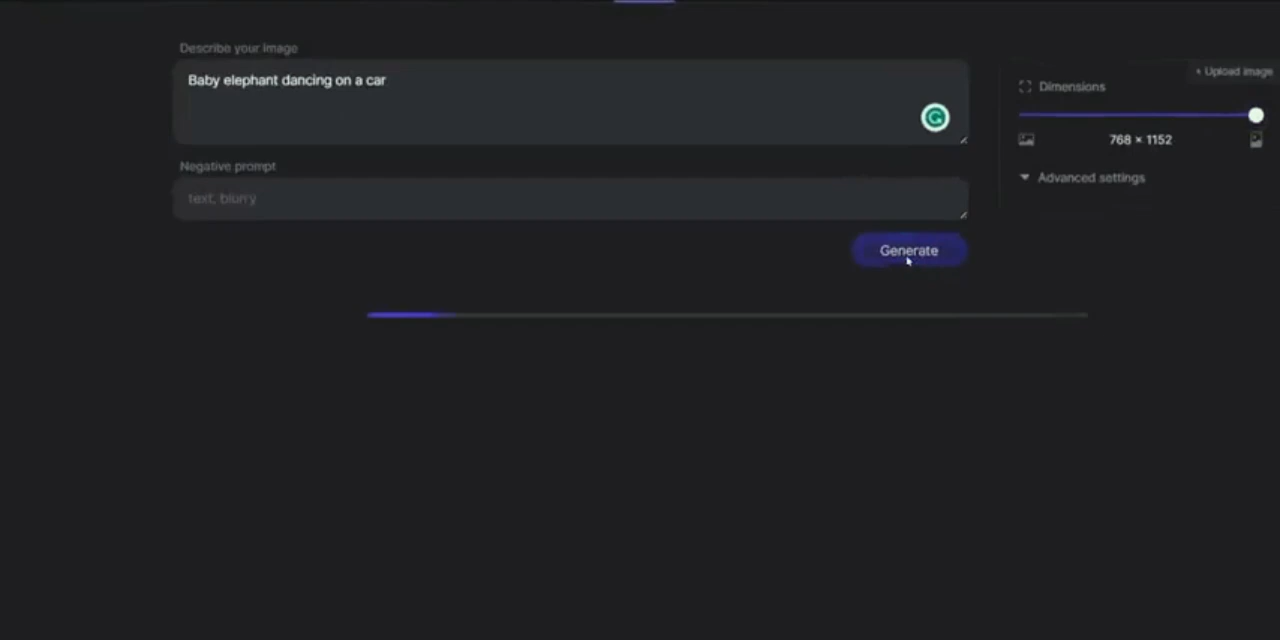 Describe your image
Baby elephant dancing on a car
Negative prompt
text, blurry
Generate
Upload image
Dimensions
768 × 1152
Advanced settings